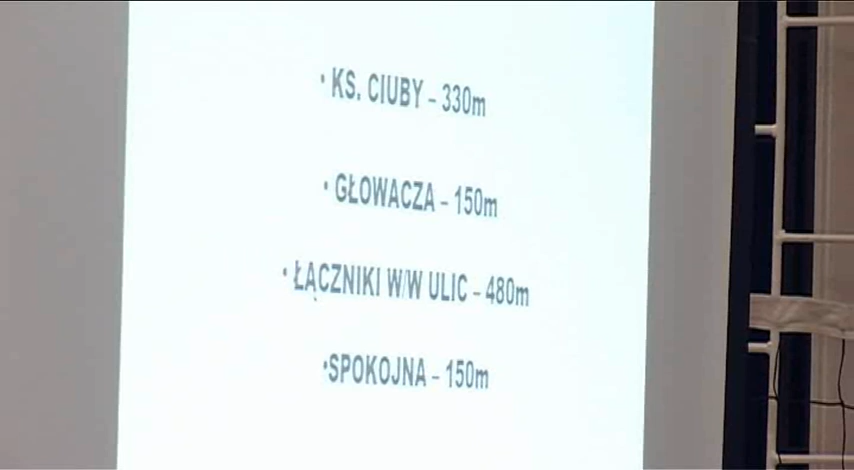 • KS. CIUBY – 330m
• GŁOWACZA – 150m
• ŁĄCZNIKI W/W ULIC – 480m
•SPOKOJNA – 150m